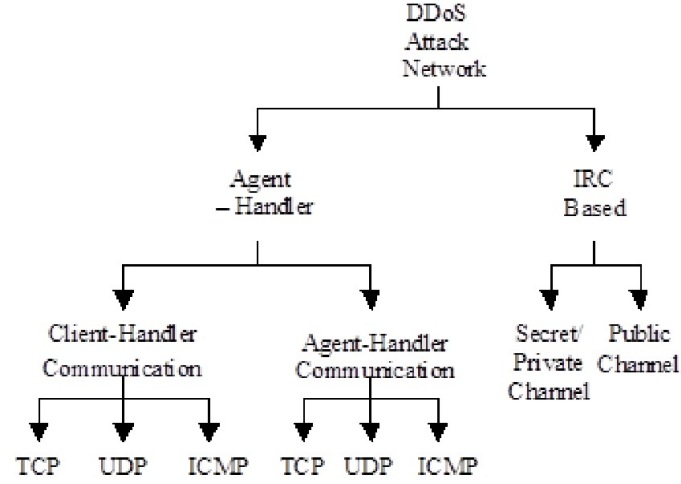 DDoS
Attack
Network
Agent
– Handler
IRC
Based
Client-Handler
Communication
Agent-Handler
Communication
Secret/
Private
Channel
Public
Channel
TCP UDP ICMP TCP UDP ICMP